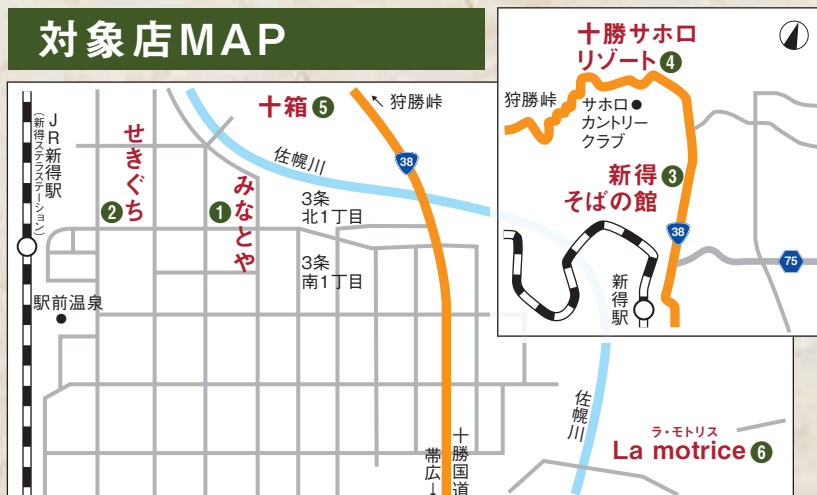 対象店MAP
JR新得駅
(新得ステラステーション)
せきぐち
2
1
みなとや
十箱5
狩勝峠
38
佐幌川
3条
北1丁目
3条
南1丁目
駅前温泉
十勝国道
帯広→
佐幌川
ラ・モトリス
La motrice6
十勝サホロ
リゾート4
狩勝峠
サホロ
カントリー
クラブ
新得
そばの館
3
38
75
新得駅